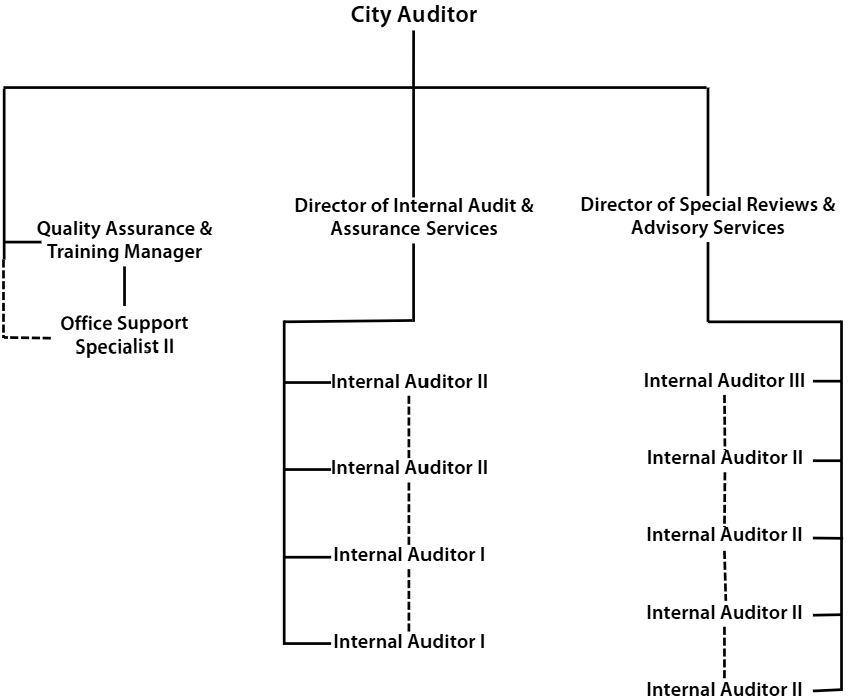 City Auditor
Quality Assurance &
Training Manager
Office Support
Specialist II
Director of Internal Audit &
Assurance Services
Internal Auditor II
Internal Auditor II
Internal Auditor I
Internal Auditor I
Director of Special Reviews &
Advisory Services
Internal Auditor III
Internal Auditor II
Internal Auditor II
Internal Auditor II
Internal Auditor II